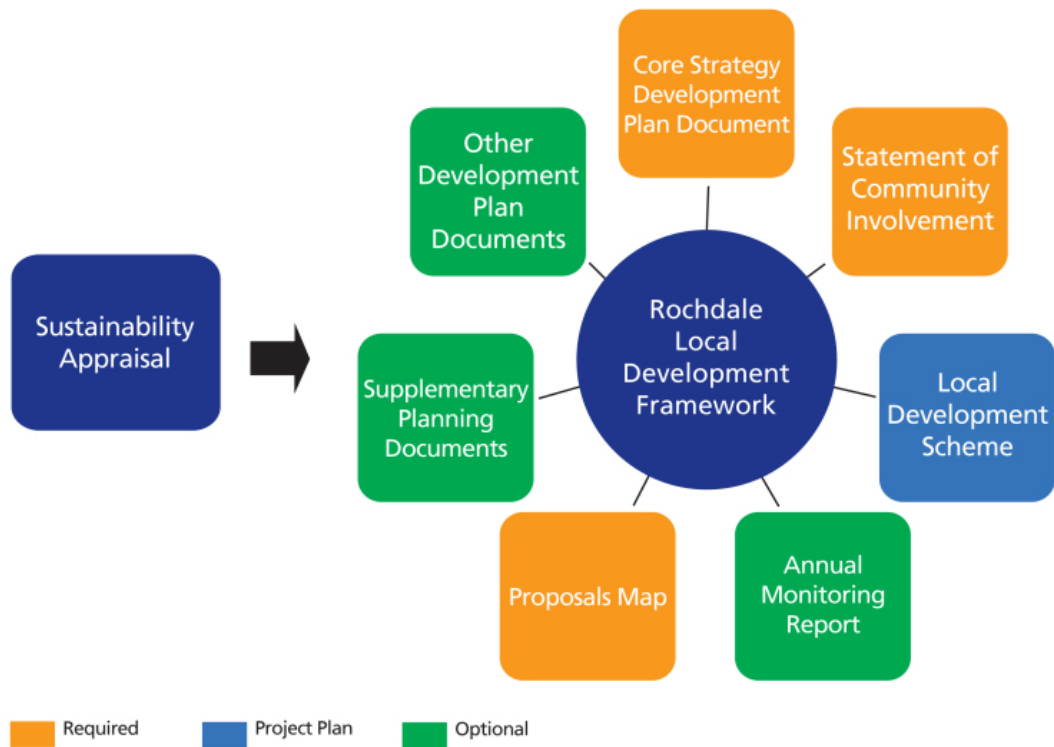 Core Strategy
Development
Plan Document
Other
Development
Plan
Documents
Statement of
Community
Involvement
Sustainability
Appraisal
Rochdale
Local
Development
Framework
Supplementary
Planning
Documents
Local
Development
Scheme
Proposals Map
Annual
Monitoring
Report
Required
Project Plan
Optional